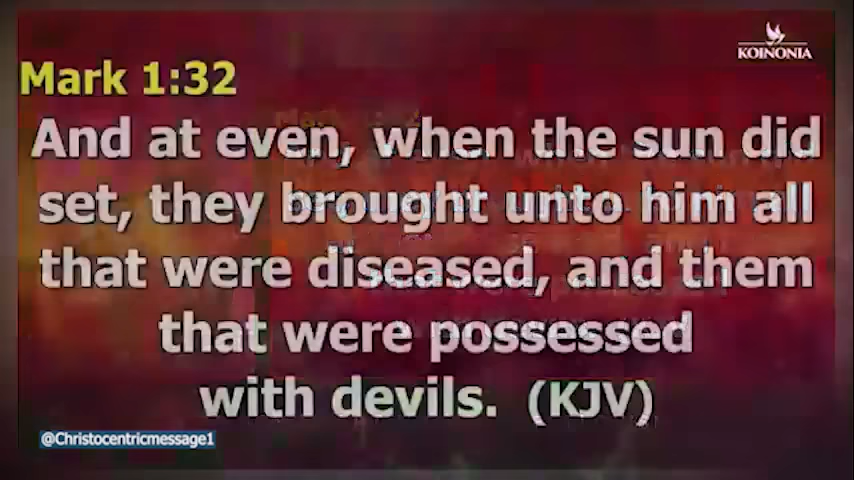 KOINONIA
Mark 1:32
And at even, when the sun did
set, they brought unto him all
that were diseased, and them
that were possessed
with devils. (KJV)
@Christocentricmessage1